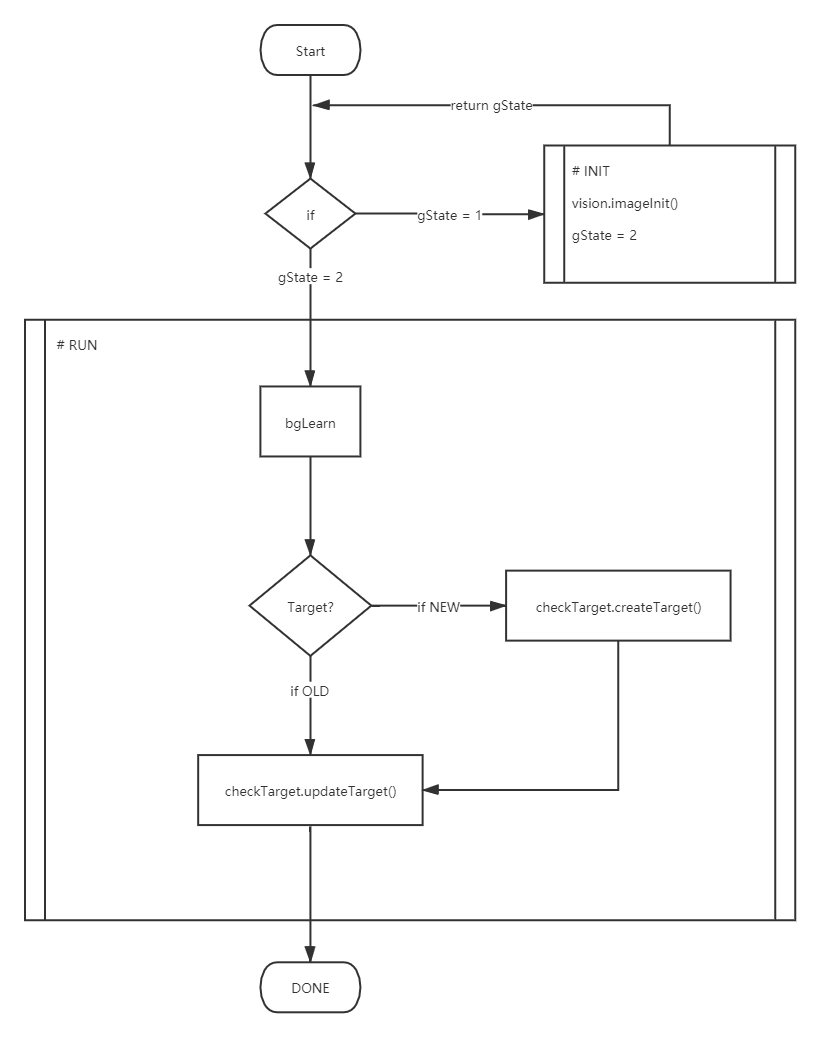 Start
return gState
# INIT
vision.imageInit()
gState = 2
if
gState = 1
gState = 2
# RUN
bgLearn
Target?
if NEW
checkTarget.createTarget()
if OLD
checkTarget.updateTarget()
DONE